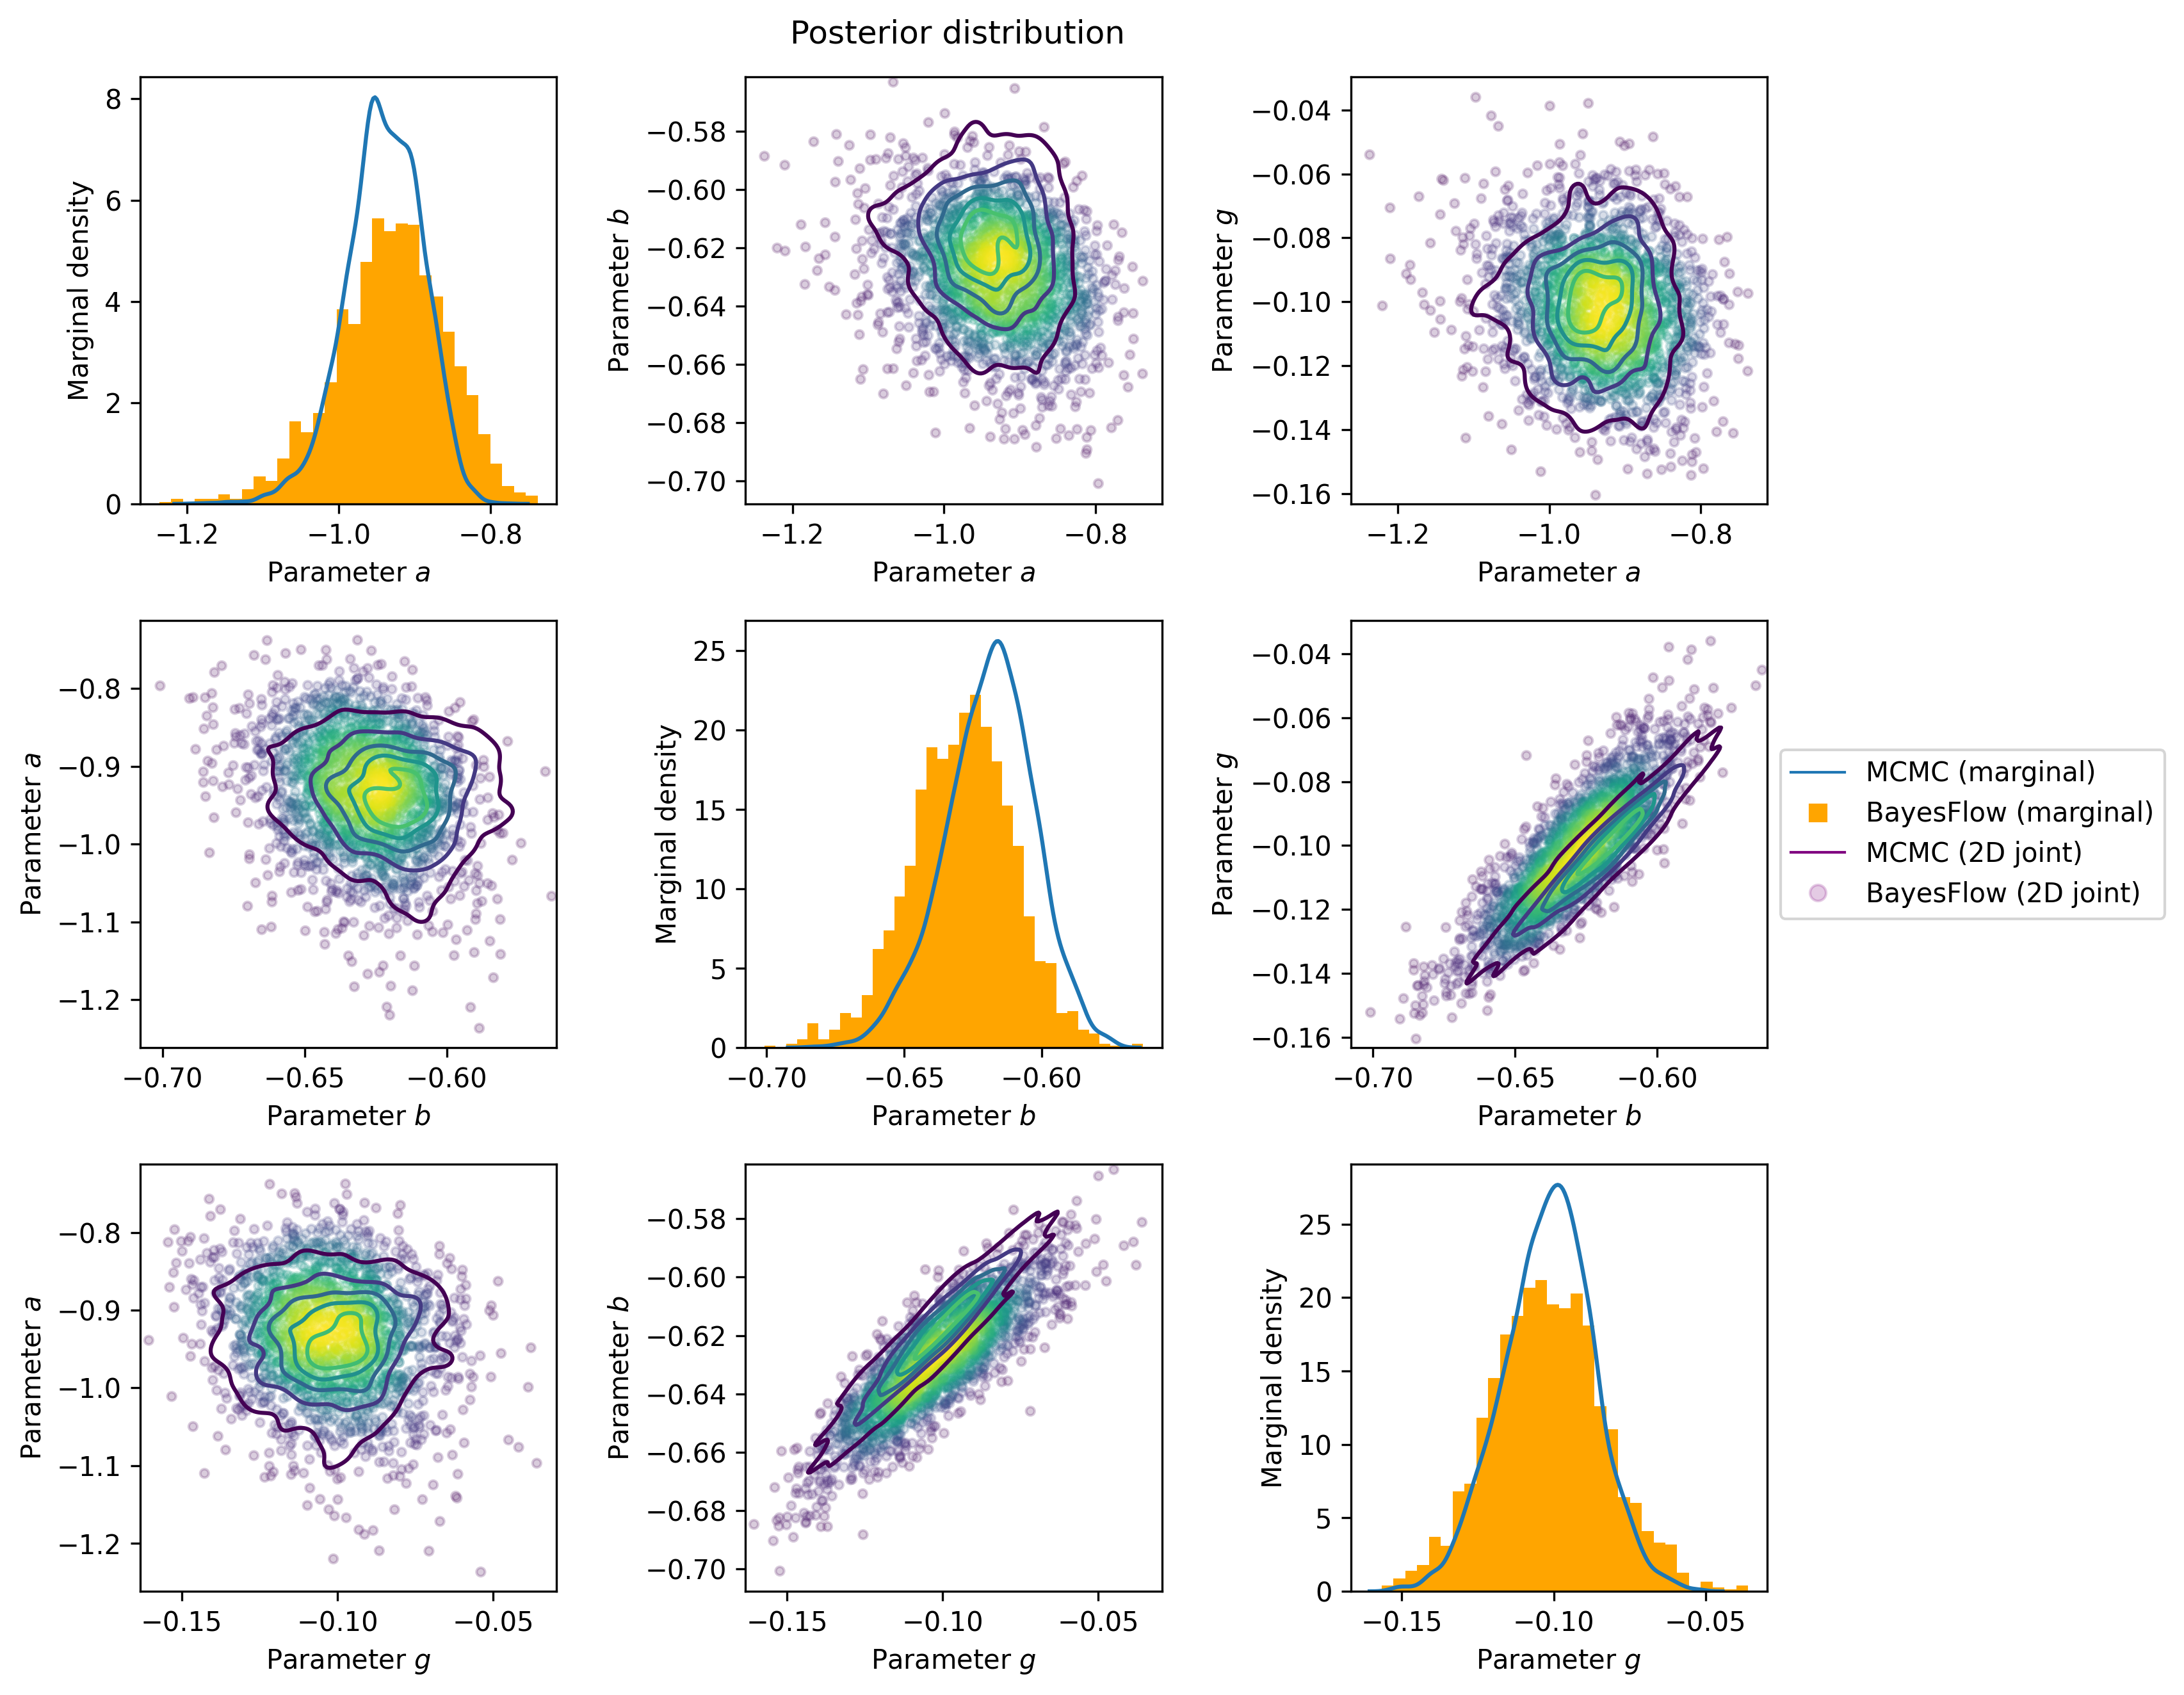 Posterior distribution
Marginal density
8
6
4
2
0
−1.2 −1.0 −0.8
Parameter a
Parameter b
−0.58
−0.60
−0.62
−0.64
−0.66
−0.68
−0.70
−1.2 −1.0 −0.8
Parameter a
Parameter g
−0.04
−0.06
−0.08
−0.10
−0.12
−0.14
−0.16
−1.2 −1.0 −0.8
Parameter a
Parameter a
−0.8
−0.9
−1.0
−1.1
−1.2
−0.70 −0.65 −0.60
Parameter b
Marginal density
25
20
15
10
5
0
−0.70 −0.65 −0.60
Parameter b
Parameter g
−0.04
−0.06
−0.08
−0.10
−0.12
−0.14
−0.16
−0.70 −0.65 −0.60
Parameter b
MCMC (marginal)
BayesFlow (marginal)
MCMC (2D joint)
BayesFlow (2D joint)
Parameter a
−0.8
−0.9
−1.0
−1.1
−1.2
−0.15 −0.10 −0.05
Parameter g
Parameter b
−0.58
−0.60
−0.62
−0.64
−0.66
−0.68
−0.70
−0.15 −0.10 −0.05
Parameter g
Marginal density
25
20
15
10
5
0
−0.15 −0.10 −0.05
Parameter g